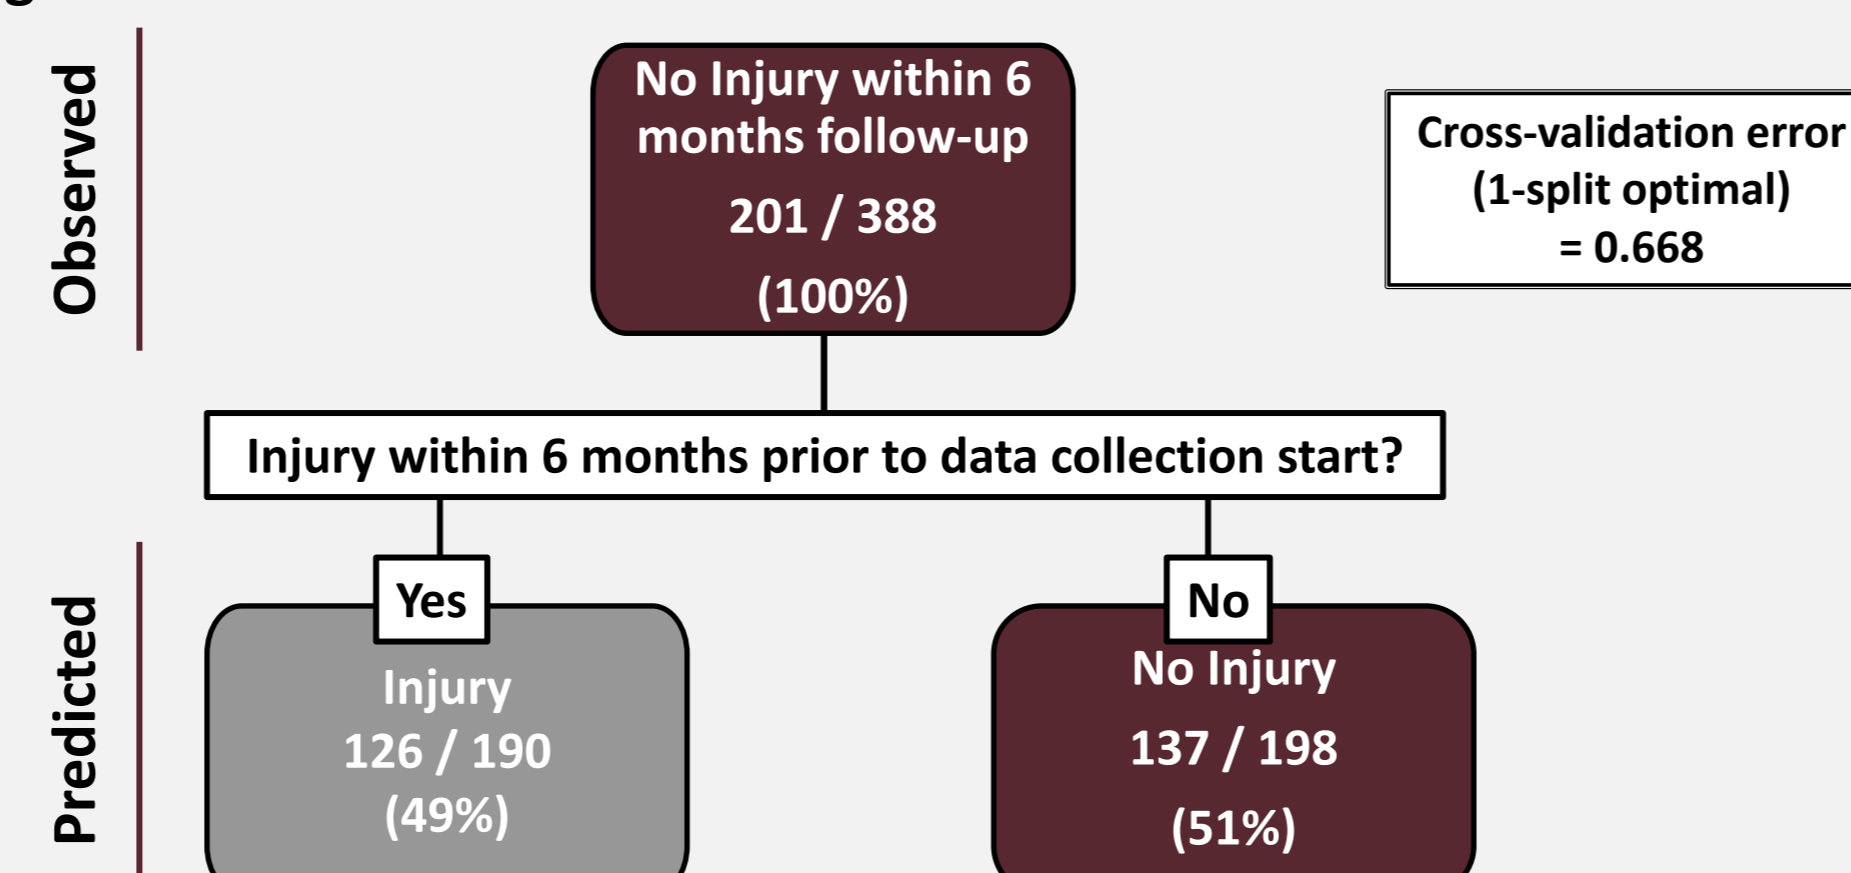 Observed
No Injury within 6
months follow-up
201 / 388
(100%)
Cross-validation error
(1-split optimal)
= 0.668
Injury within 6 months prior to data collection start?
Predicted
Yes
Injury
126 / 190
(49%)
No
No Injury
137 / 198
(51%)